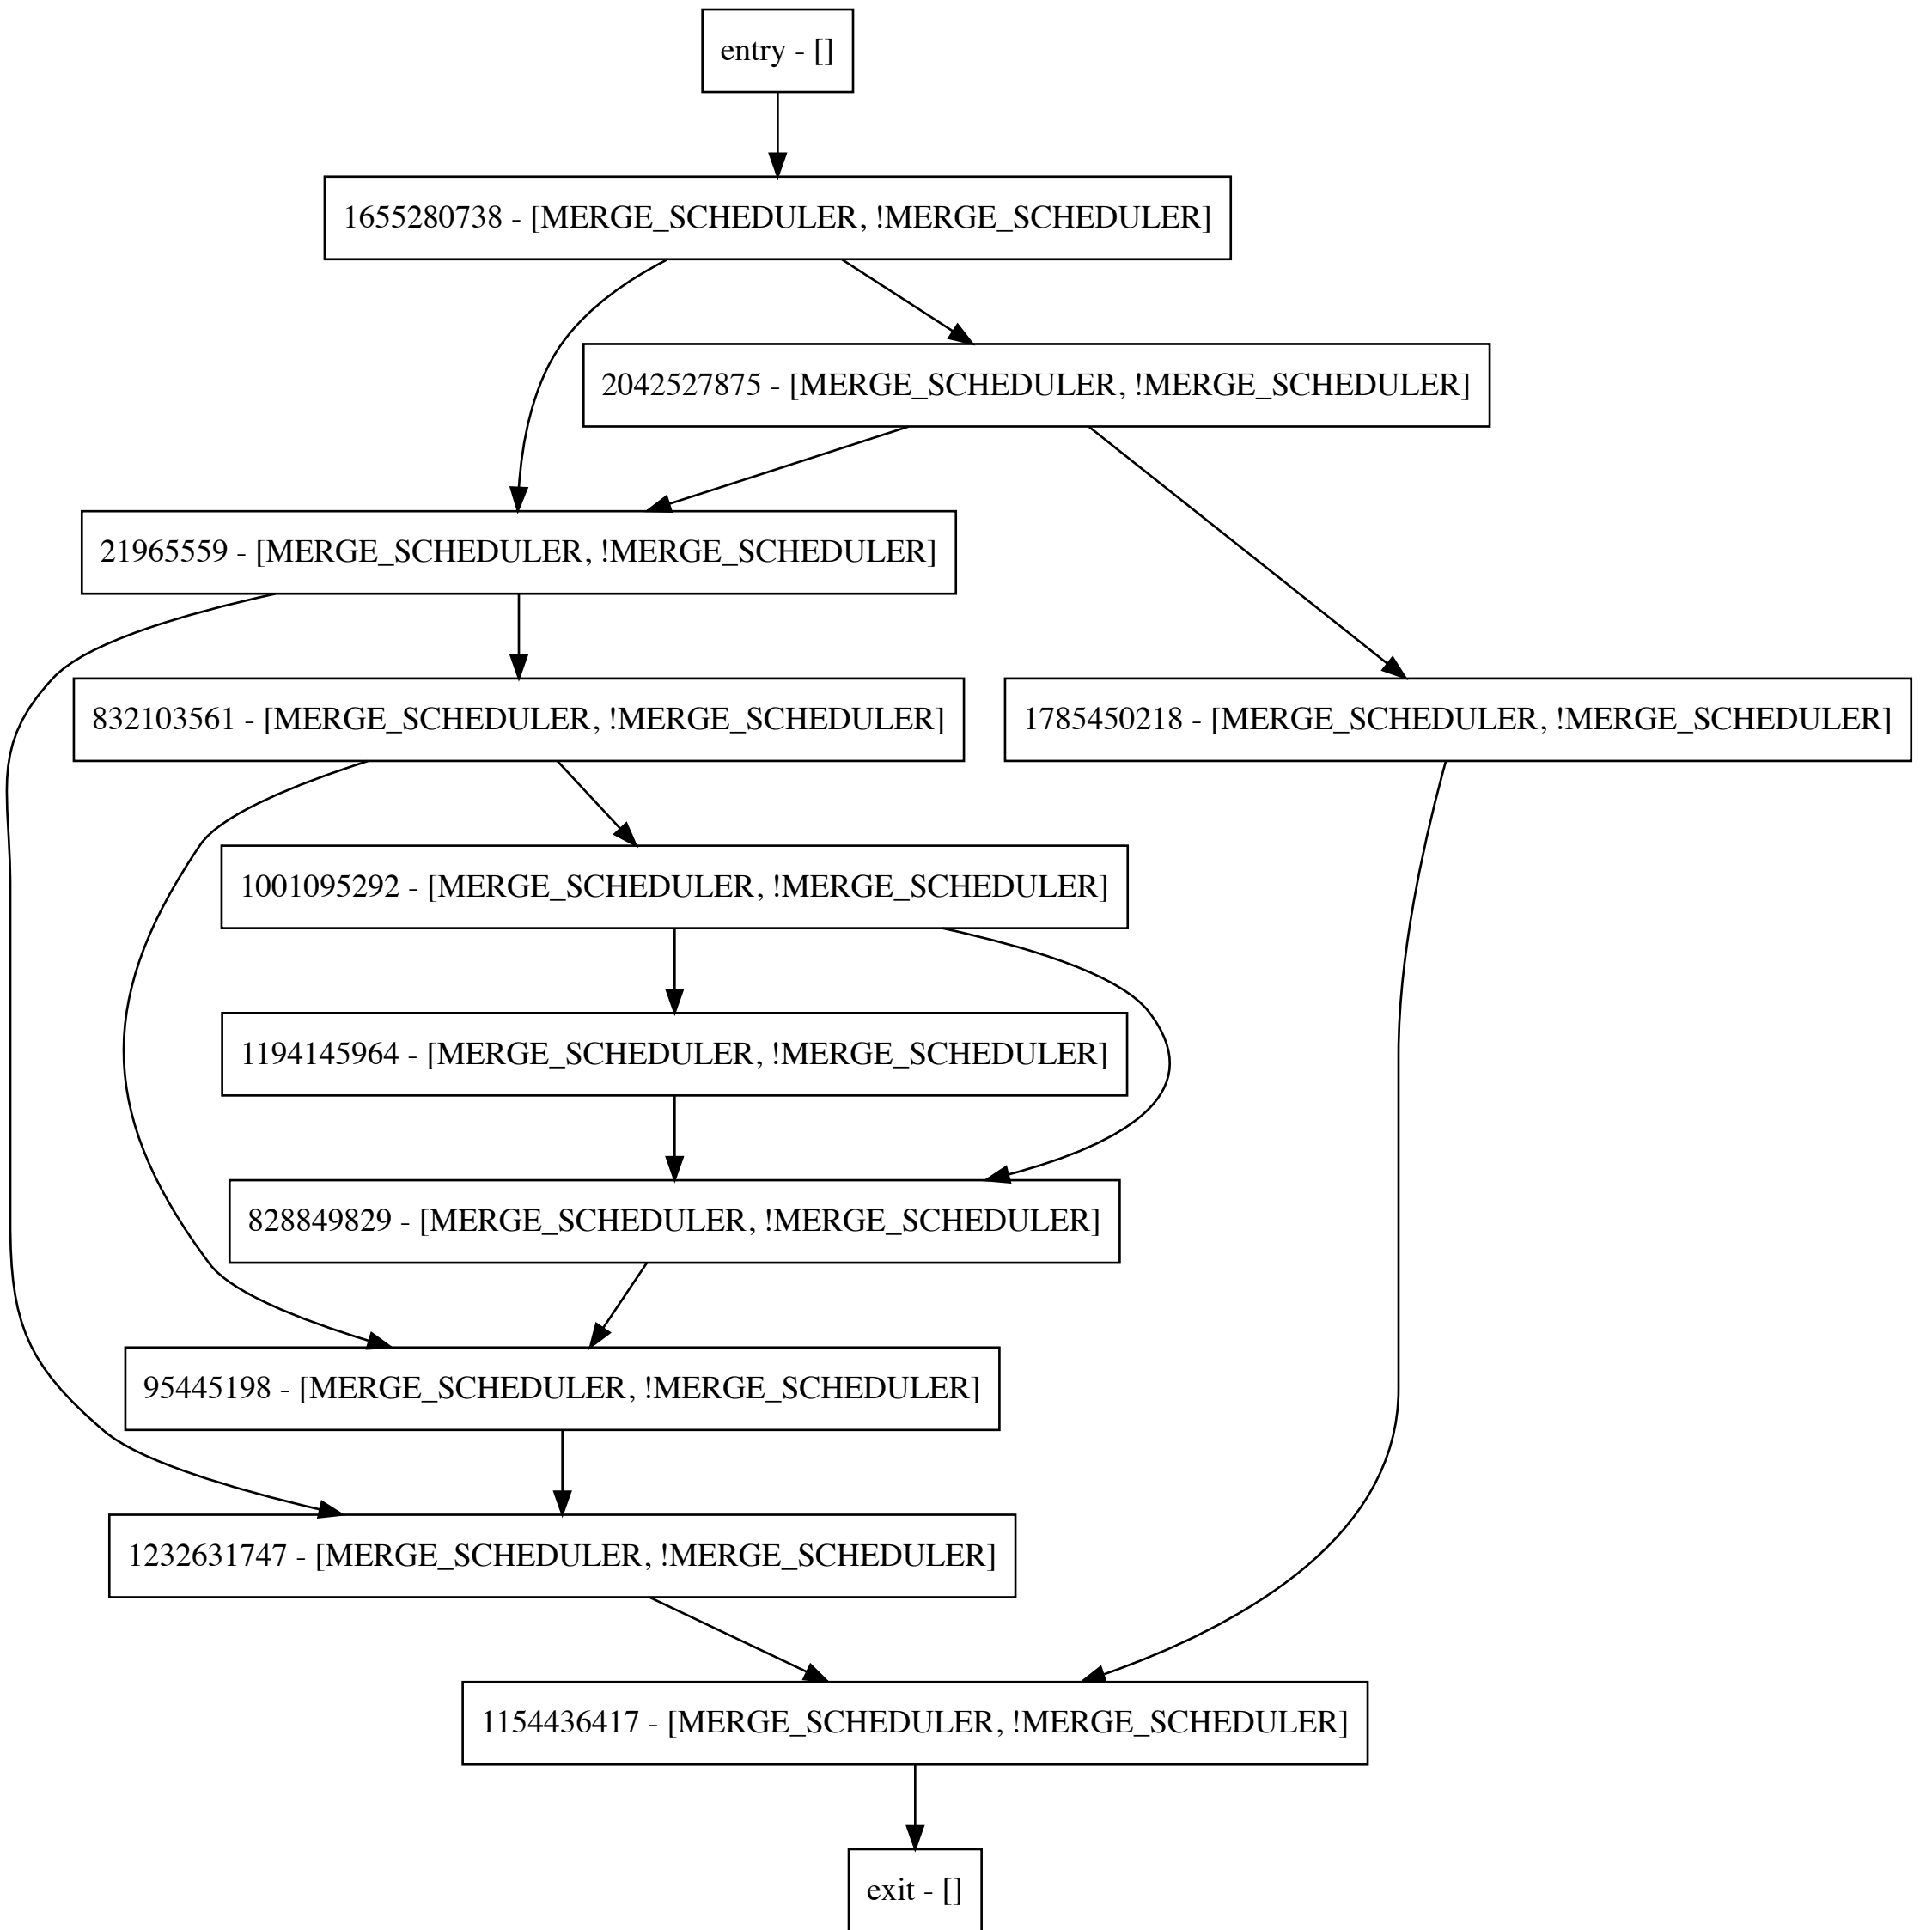 entry - []
1655280738 - [MERGE_SCHEDULER, !MERGE_SCHEDULER]
2042527875 - [MERGE_SCHEDULER, !MERGE_SCHEDULER]
21965559 - [MERGE_SCHEDULER, !MERGE_SCHEDULER]
832103561 - [MERGE_SCHEDULER, !MERGE_SCHEDULER]
1785450218 - [MERGE_SCHEDULER, !MERGE_SCHEDULER]
1001095292 - [MERGE_SCHEDULER, !MERGE_SCHEDULER]
1194145964 - [MERGE_SCHEDULER, !MERGE_SCHEDULER]
828849829 - [MERGE_SCHEDULER, !MERGE_SCHEDULER]
95445198 - [MERGE_SCHEDULER, !MERGE_SCHEDULER]
1232631747 - [MERGE_SCHEDULER, !MERGE_SCHEDULER]
1154436417 - [MERGE_SCHEDULER, !MERGE_SCHEDULER]
exit - []